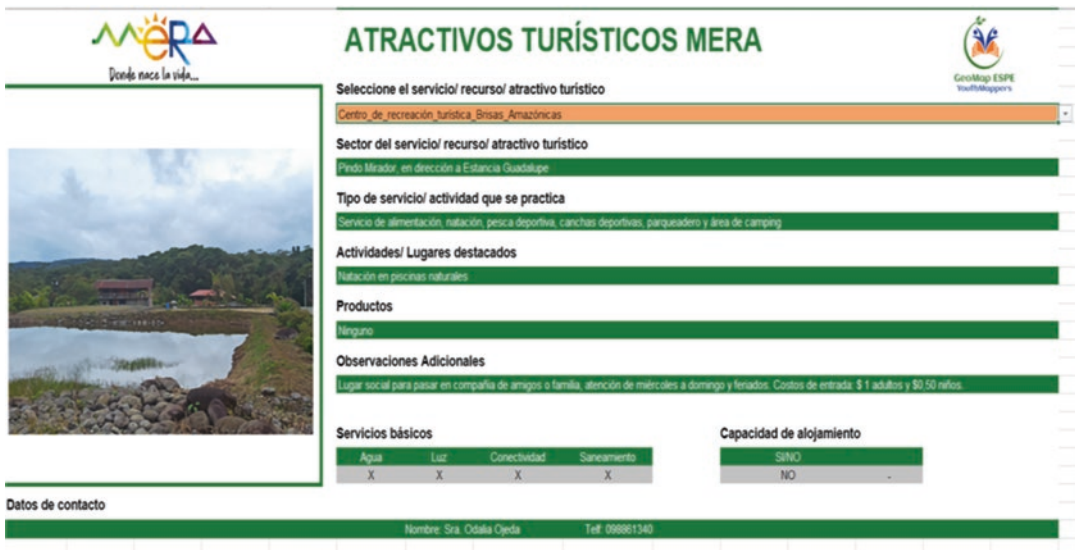 MERA
Donde nace la vida...
ATRACTIVOS TURÍSTICOS MERA
GeoMap ESPE
YouthMappers
Seleccione el servicio/ recurso/ atractivo turístico
Centro_de_recreación_turística_Brisas_Amazónicas
Sector del servicio/ recurso/ atractivo turístico
Pindo Mirador, en dirección a Estancia Guadalupe
Tipo de servicio/ actividad que se practica
Servicio de alimentación, natación, pesca deportiva, canchas deportivas, parqueadero y área de camping
Actividades/ Lugares destacados
Natación en piscinas naturales
Productos
Ninguno
Observaciones Adicionales
Lugar social para pasar en compañía de amigos o familia, atención de miércoles a domingo y feriados. Costos de entrada: $ 1 adultos y $0,50 niños.
Servicios básicos
Agua Luz Conectividad Saneamiento
X X X X
Capacidad de alojamiento
SI/NO
NO -
Datos de contacto
Nombre: Sra. Odalia Ojeda Telf: 098861340